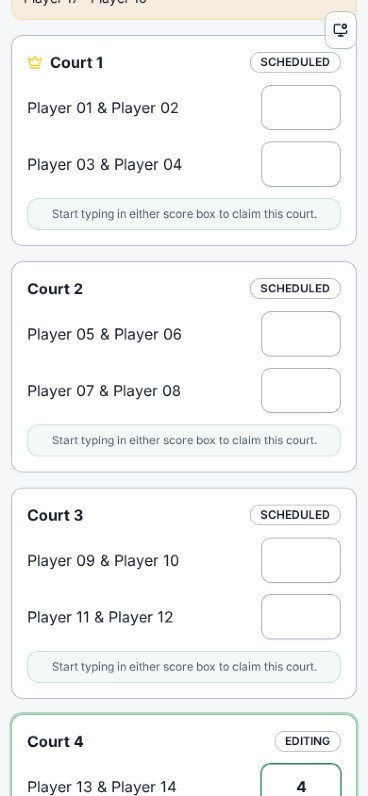 Court 1
SCHEDULED
Player 01 & Player 02
Player 03 & Player 04
Start typing in either score box to claim this court.
Court 2
SCHEDULED
Player 05 & Player 06
Player 07 & Player 08
Start typing in either score box to claim this court.
Court 3
SCHEDULED
Player 09 & Player 10
Player 11 & Player 12
Start typing in either score box to claim this court.
Court 4
EDITING
Player 13 & Player 14
4